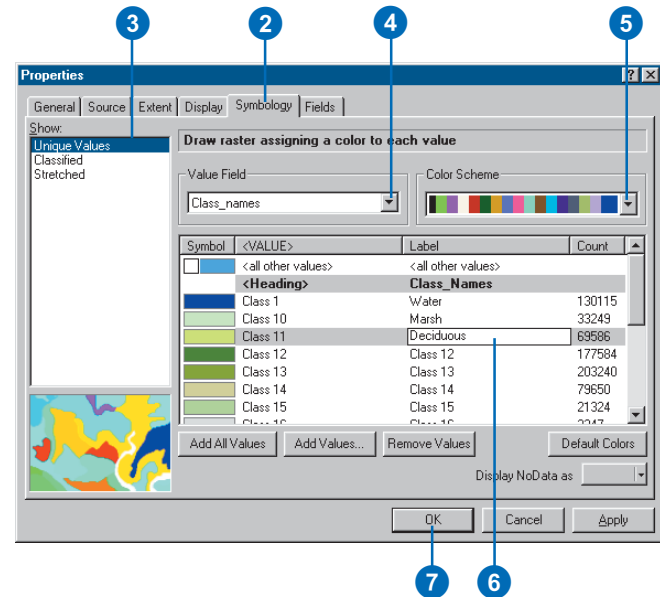 3 2 4 5
Properties
General Source Extent Display Symbology Fields
Show:
Unique Values
Classified
Stretched
Draw raster assigning a color to each value
Value Field
Class_names
Color Scheme
Symbol <VALUE> Label Count
<all other values> <all other values>
<Heading> Class_Names
Class 1 Water 130115
Class 10 Marsh 33249
Class 11 Deciduous 69586
Class 12 Class 12 177584
Class 13 Class 13 203240
Class 14 Class 14 79650
Class 15 Class 15 21324
Add All Values Add Values... Remove Values Default Colors
Display NoData as
OK Cancel Apply
7 6